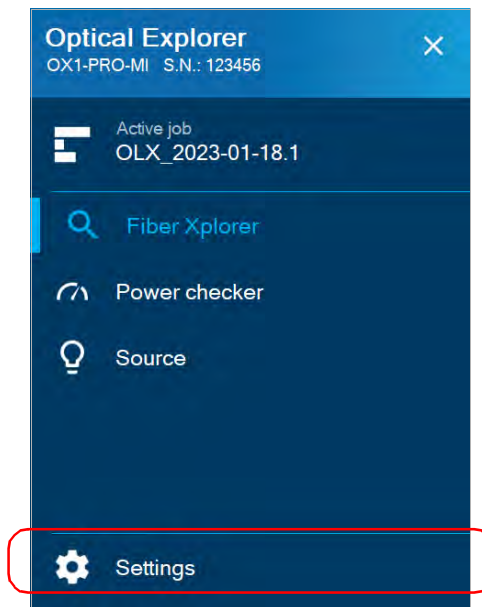 Optical Explorer
OX1-PRO-MI S.N.: 123456
Active job
OLX_2023-01-18.1
Fiber Xplorer
Power checker
Source
Settings